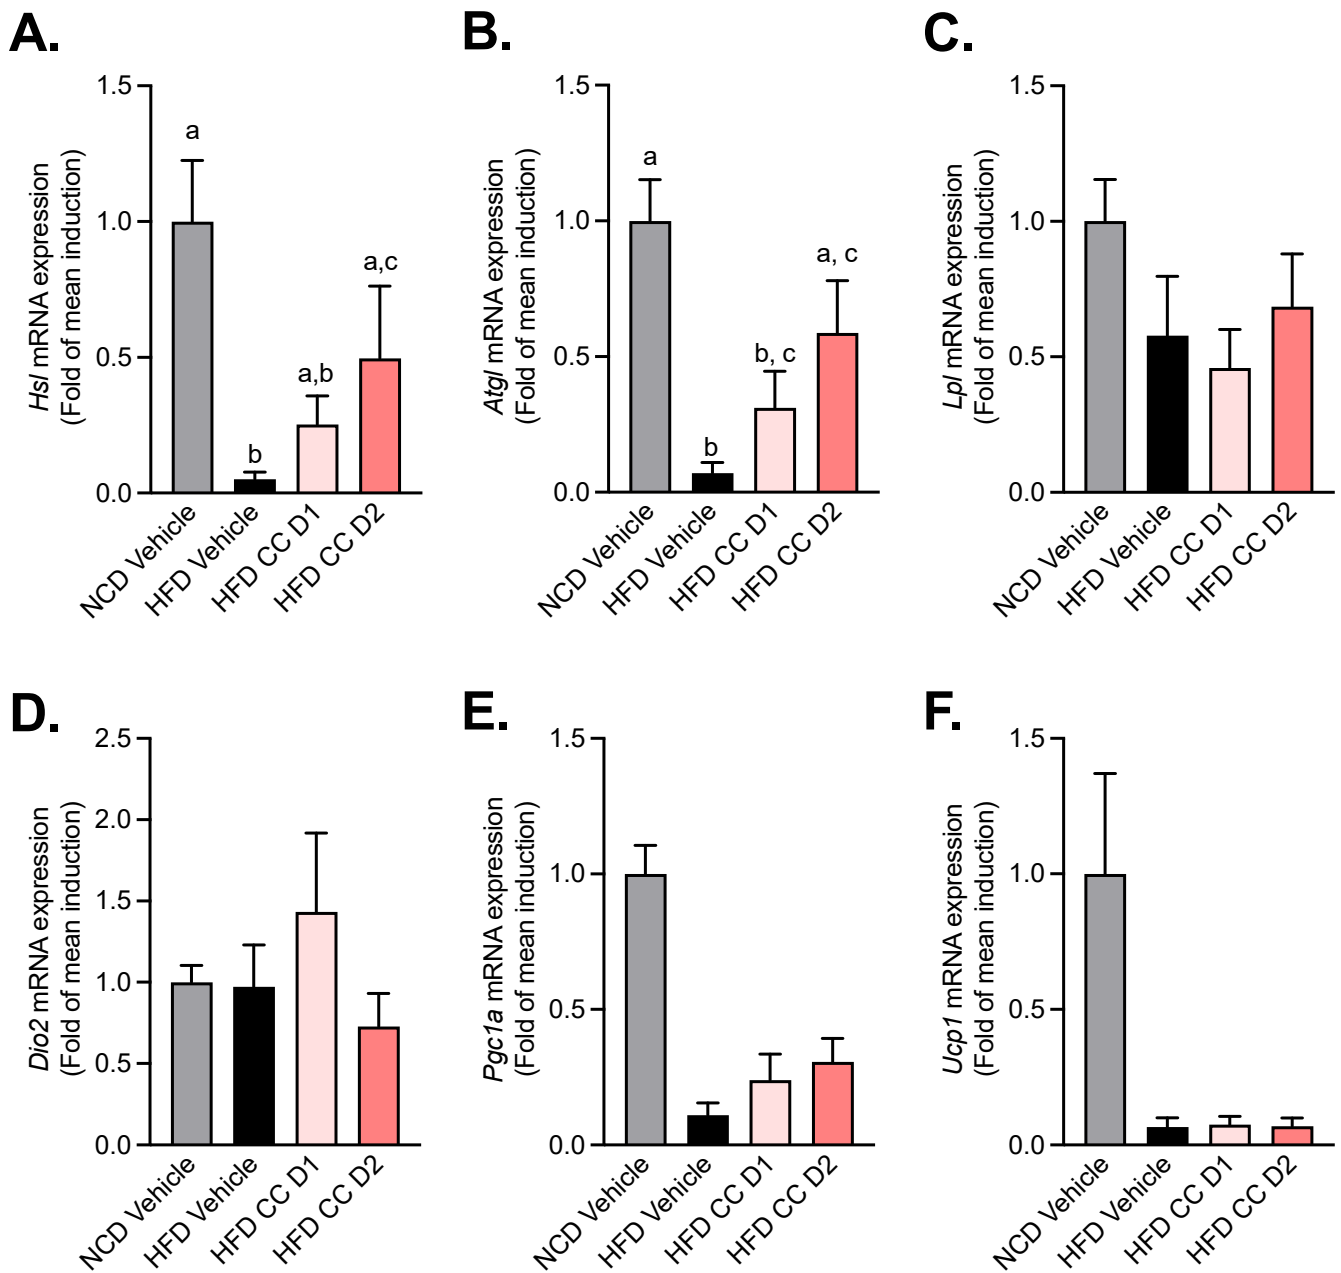 A.
Hsl mRNA expression
(Fold of mean induction)
1.5
1.0
0.5
0.0
a
b
a,b
a,c
NCD Vehicle
HFD Vehicle
HFD CC D1
HFD CC D2
B.
Atgl mRNA expression
(Fold of mean induction)
1.5
1.0
0.5
0.0
a
b
b, c
a, c
NCD Vehicle
HFD Vehicle
HFD CC D1
HFD CC D2
C.
Lpl mRNA expression
(Fold of mean induction)
1.5
1.0
0.5
0.0
NCD Vehicle
HFD Vehicle
HFD CC D1
HFD CC D2
D.
Dio2 mRNA expression
(Fold of mean induction)
2.5
2.0
1.5
1.0
0.5
0.0
NCD Vehicle
HFD Vehicle
HFD CC D1
HFD CC D2
E.
Pgc1a mRNA expression
(Fold of mean induction)
1.5
1.0
0.5
0.0
NCD Vehicle
HFD Vehicle
HFD CC D1
HFD CC D2
F.
Ucp1 mRNA expression
(Fold of mean induction)
1.5
1.0
0.5
0.0
NCD Vehicle
HFD Vehicle
HFD CC D1
HFD CC D2